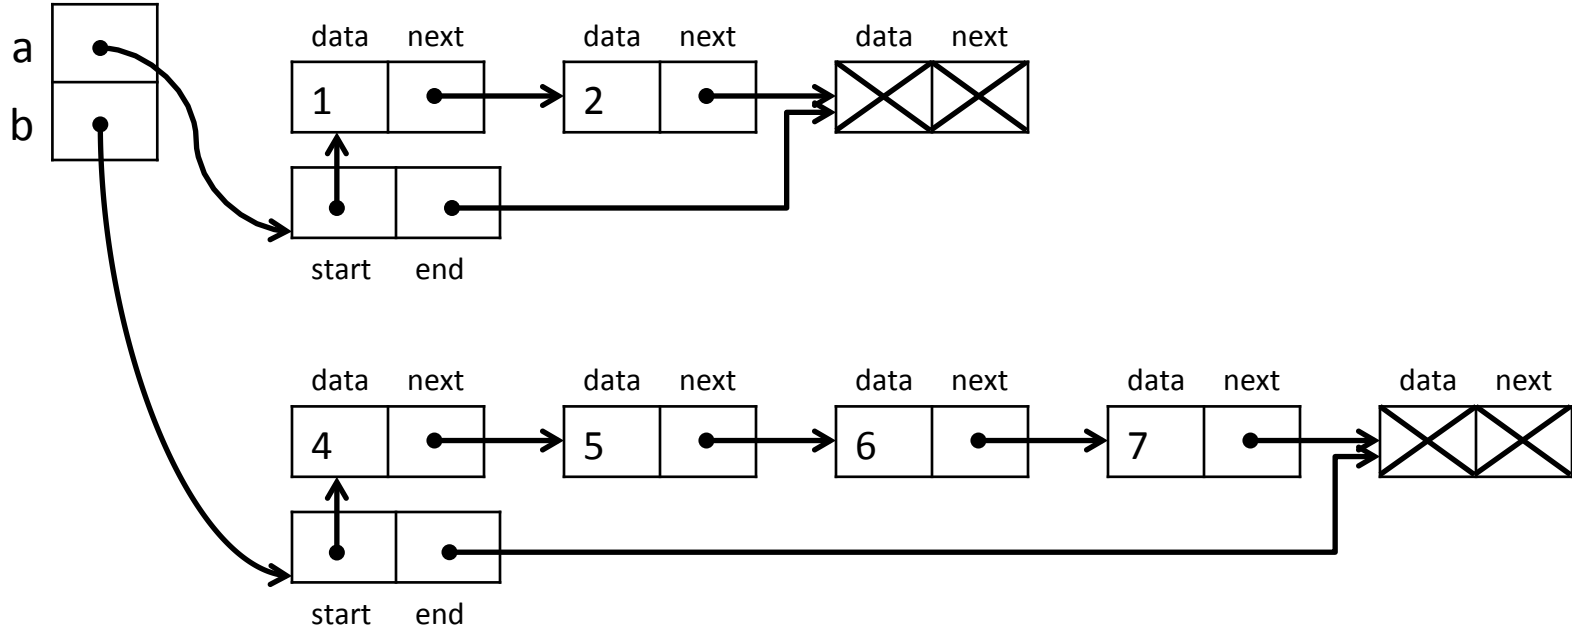 a
b
data next data next data next
1 2
start end
data next data next data next data next data next
4 5 6 7
start end